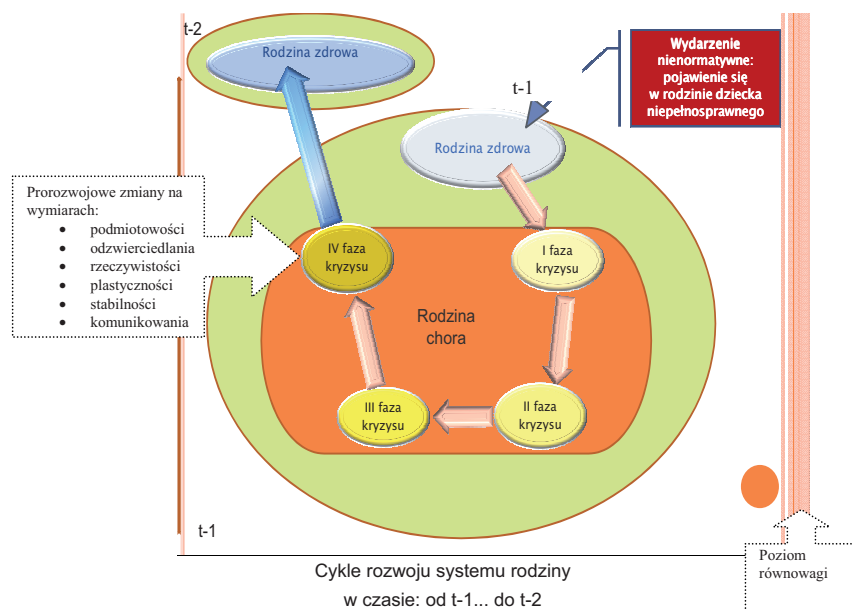 t-2
Rodzina zdrowa
Wydarzenie
nienormatywne:
pojawienie się
w rodzinie dziecka
niepełnosprawnego
t-1
Rodzina zdrowa
Prorozwojowe zmiany na
wymiarach:
• podmiotowości
• odzwierciedlania
• rzeczywistości
• plastyczności
• stabilności
• komunikowania
IV faza
kryzysu
I faza
kryzysu
Rodzina
chora
III faza
kryzysu
II faza
kryzysu
t-1
Poziom
równowagi
Cykle rozwoju systemu rodziny
w czasie: od t-1... do t-2